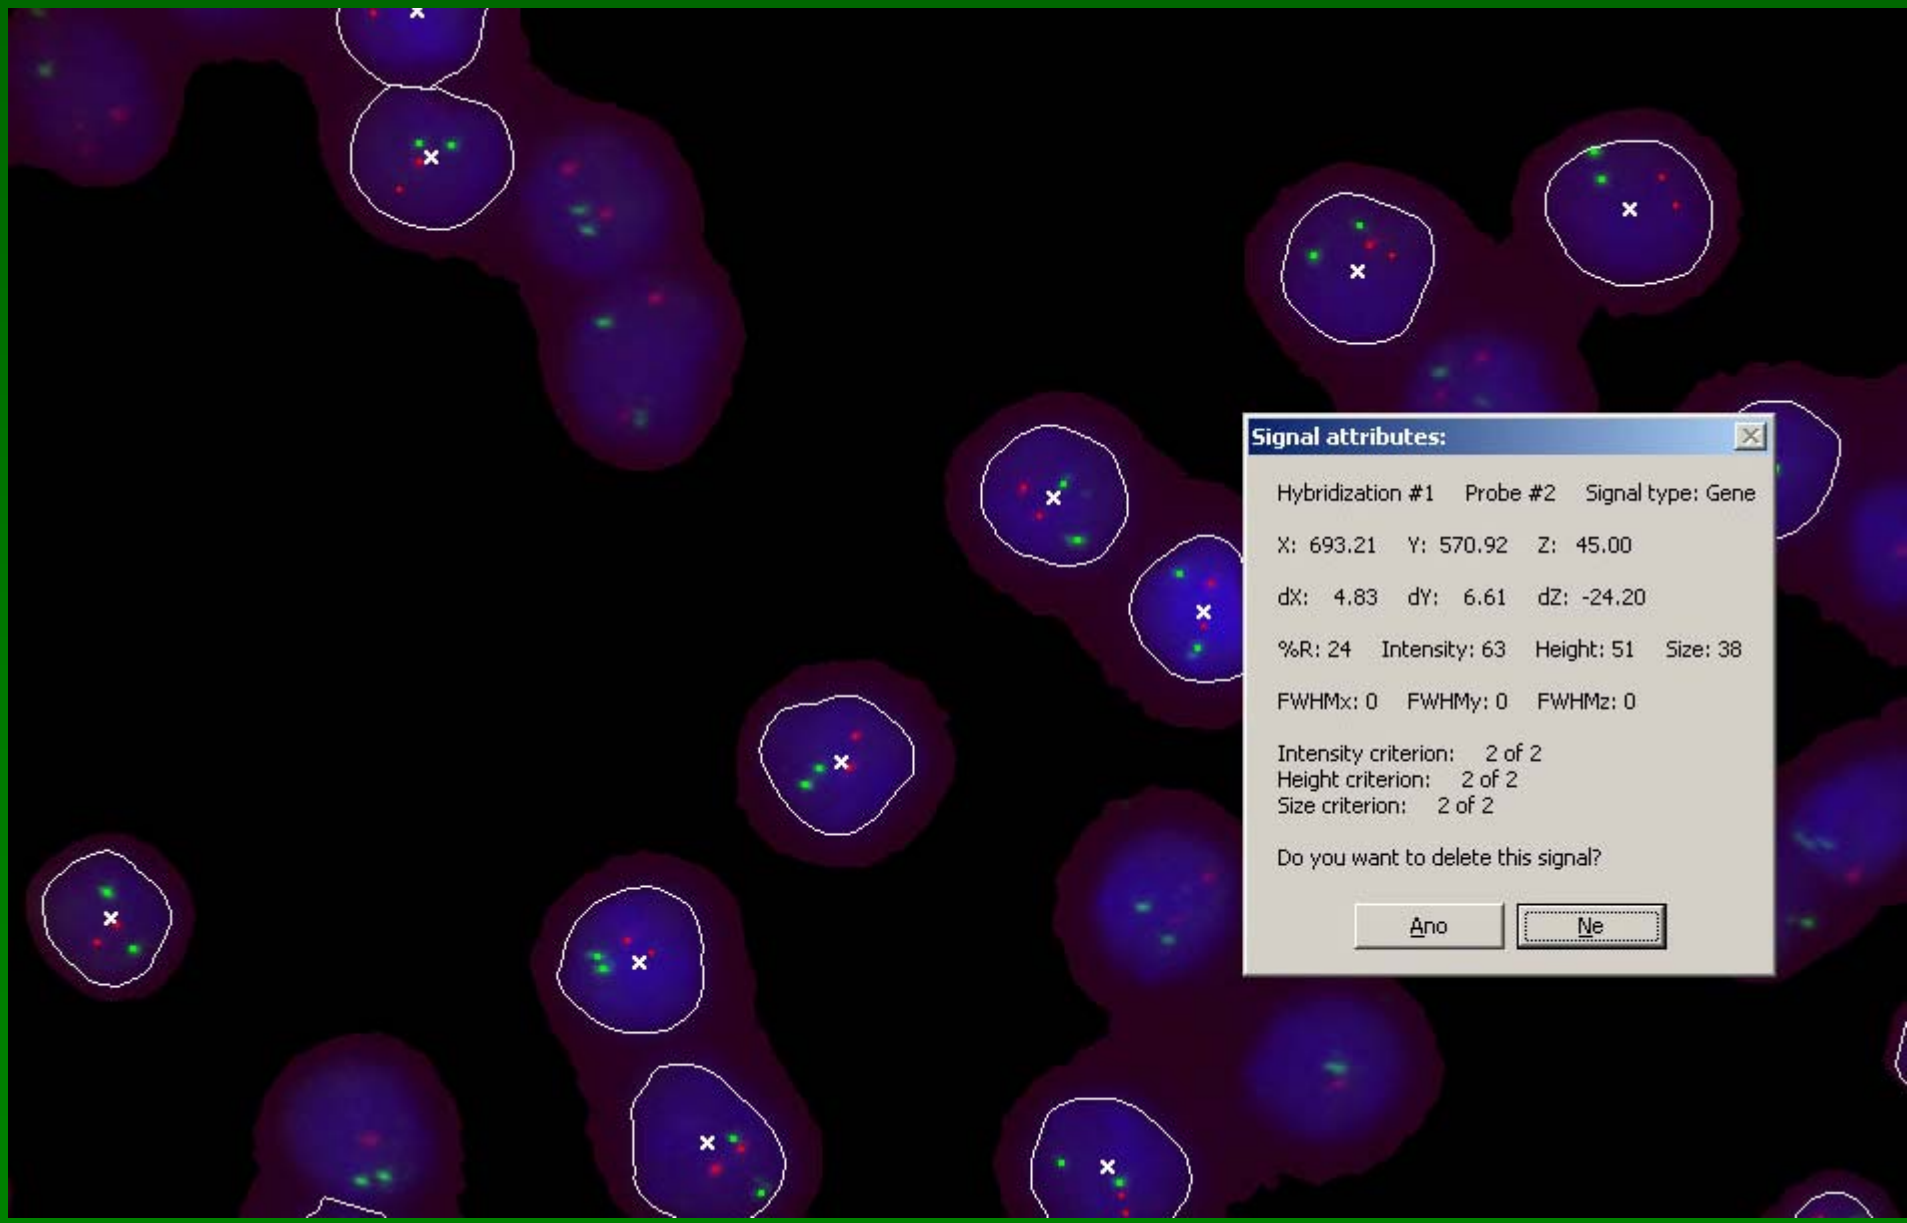 Signal attributes:
Hybridization #1 Probe #2 Signal type: Gene
X: 693.21 Y: 570.92 Z: 45.00
dX: 4.83 dY: 6.61 dZ: -24.20
%R: 24 Intensity: 63 Height: 51 Size: 38
FWHMx: 0 FWHMy: 0 FWHMz: 0
Intensity criterion: 2 of 2
Height criterion: 2 of 2
Size criterion: 2 of 2
Do you want to delete this signal?
Ano Ne